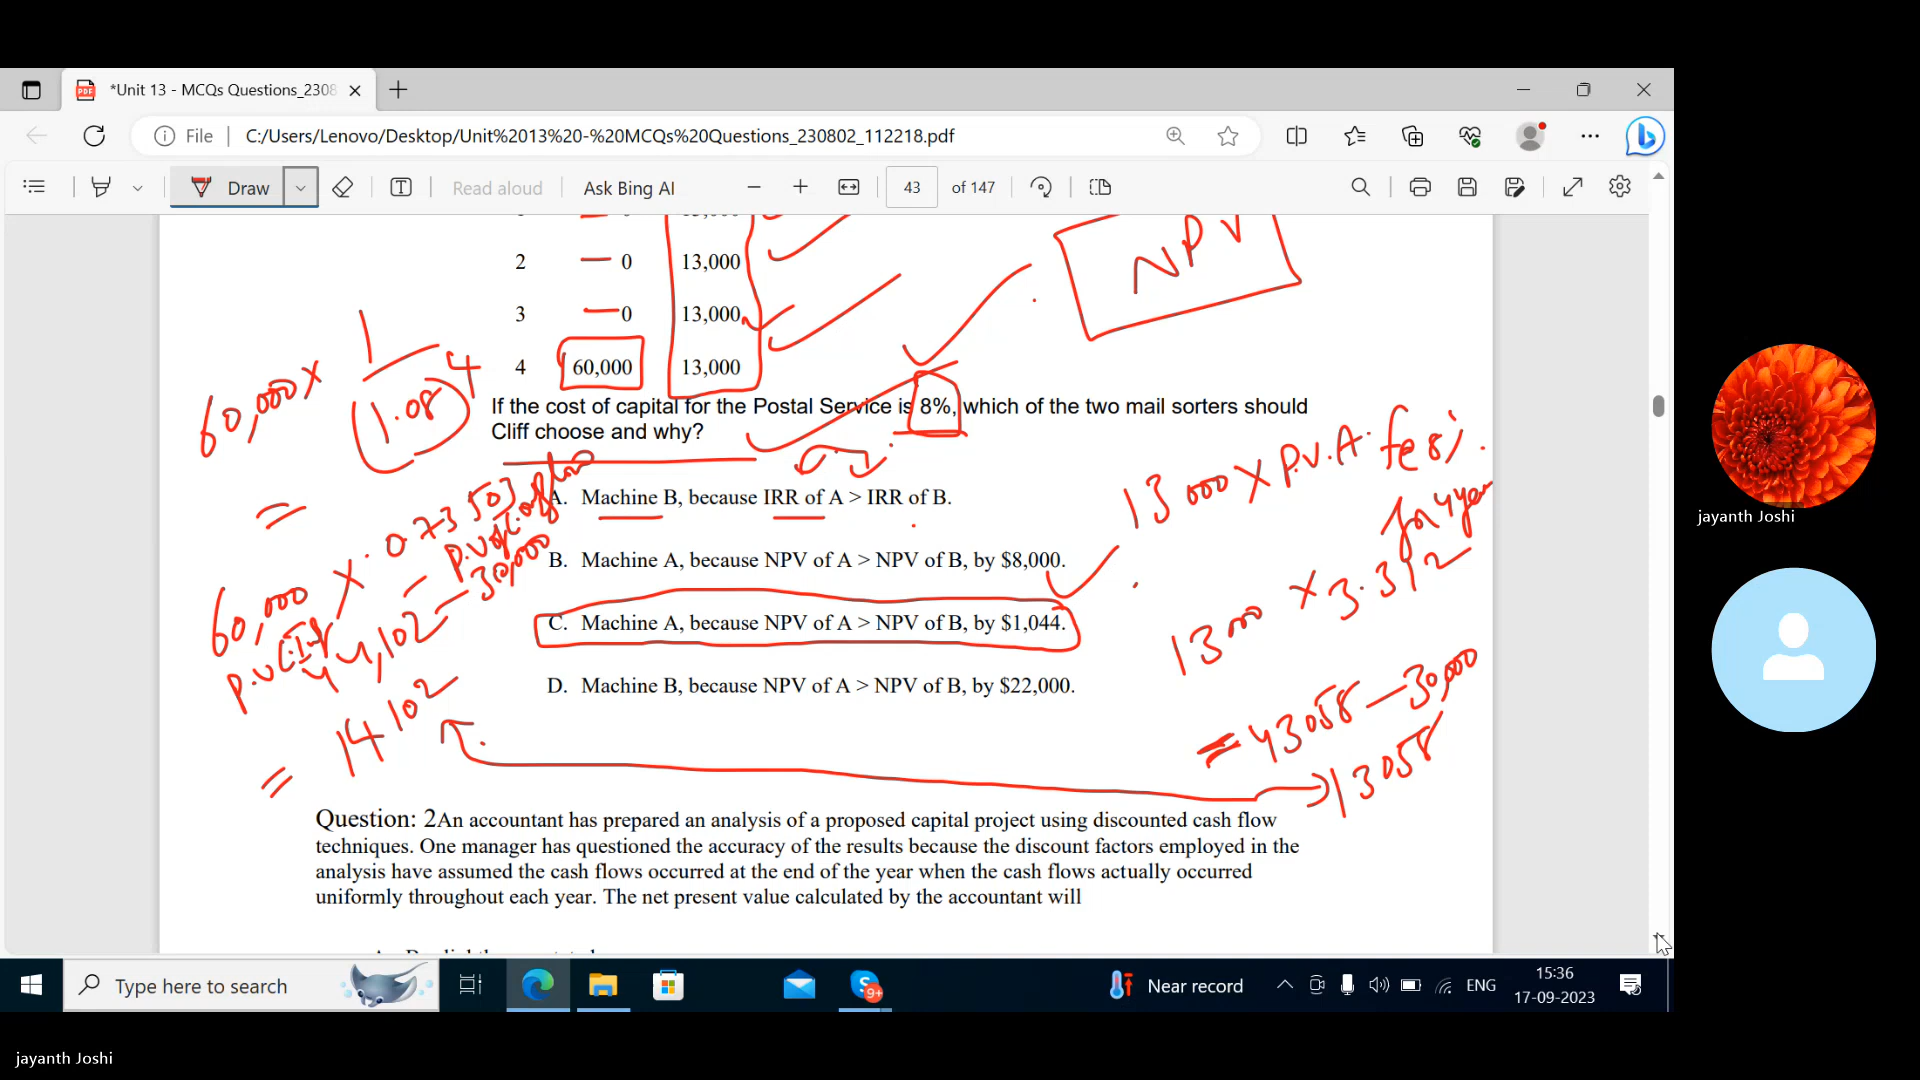 *Unit 13 - MCQs Questions_2308
File C:/Users/Lenovo/Desktop/Unit%2013%20-%20MCQs%20Questions_230802_112218.pdf
Draw Read aloud Ask Bing AI 43 of 147
2 0 13,000
NPV
3 0 13,000
4 60,000 13,000
60,000 x 1
(1.08) 4
If the cost of capital for the Postal Service is 8%, which of the two mail sorters should
Cliff choose and why?
13000 X P.V.A. f e 8%.
for 4 year
A. Machine B, because IRR of A > IRR of B.
=
B. Machine A, because NPV of A > NPV of B, by $8,000.
60,000 X 0.73503
13000 X 3.312
C. Machine A, because NPV of A > NPV of B, by $1,044.
44,102 - 30,000
D. Machine B, because NPV of A > NPV of B, by $22,000.
= 43058 - 30,000
= 14102
13058
Question: 2An accountant has prepared an analysis of a proposed capital project using discounted cash flow
techniques. One manager has questioned the accuracy of the results because the discount factors employed in the
analysis have assumed the cash flows occurred at the end of the year when the cash flows actually occurred
uniformly throughout each year. The net present value calculated by the accountant will
jayanth Joshi
Type here to search
9+
Near record
ENG
15:36
17-09-2023
jayanth Joshi